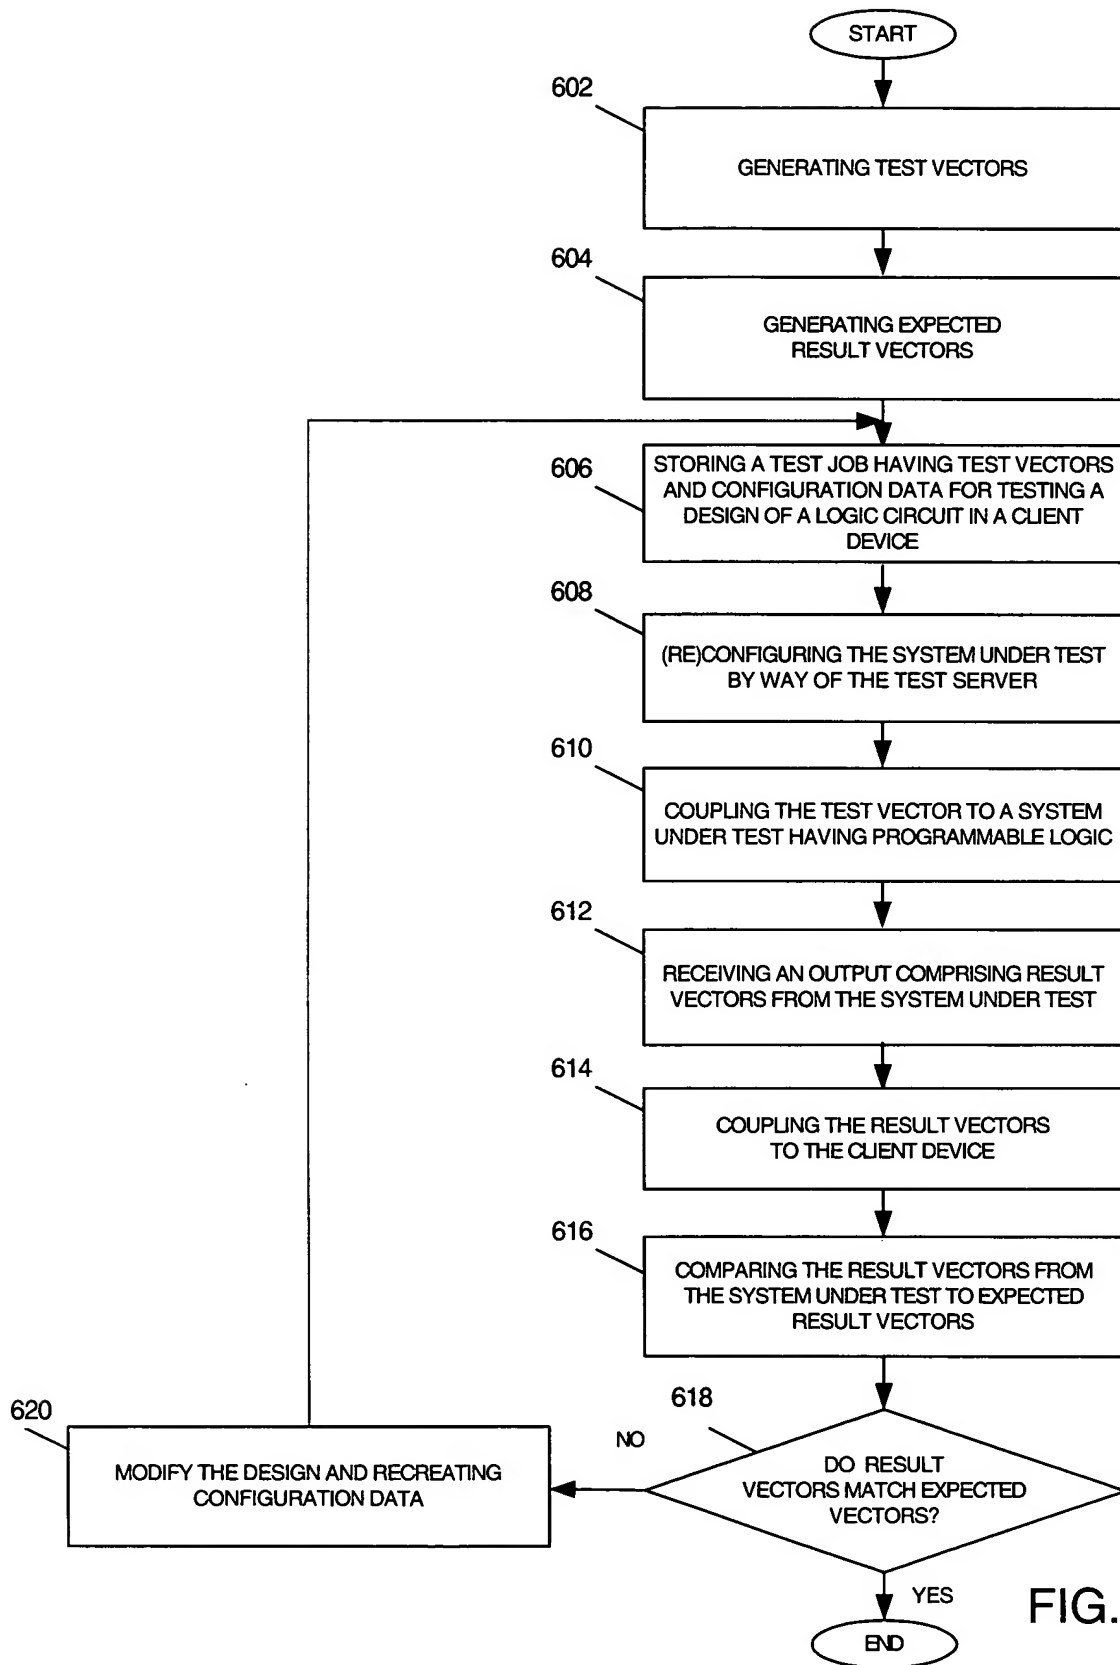 START
602
GENERATING TEST VECTORS
604
GENERATING EXPECTED
RESULT VECTORS
606
STORING A TEST JOB HAVING TEST VECTORS
AND CONFIGURATION DATA FOR TESTING A
DESIGN OF A LOGIC CIRCUIT IN A CLIENT
DEVICE
608
(RE)CONFIGURING THE SYSTEM UNDER TEST
BY WAY OF THE TEST SERVER
610
COUPLING THE TEST VECTOR TO A SYSTEM
UNDER TEST HAVING PROGRAMMABLE LOGIC
612
RECEIVING AN OUTPUT COMPRISING RESULT
VECTORS FROM THE SYSTEM UNDER TEST
614
COUPLING THE RESULT VECTORS
TO THE CLIENT DEVICE
616
COMPARING THE RESULT VECTORS FROM
THE SYSTEM UNDER TEST TO EXPECTED
RESULT VECTORS
618
DO RESULT
VECTORS MATCH EXPECTED
VECTORS?
NO
620
MODIFY THE DESIGN AND RECREATING
CONFIGURATION DATA
YES
END
FIG.